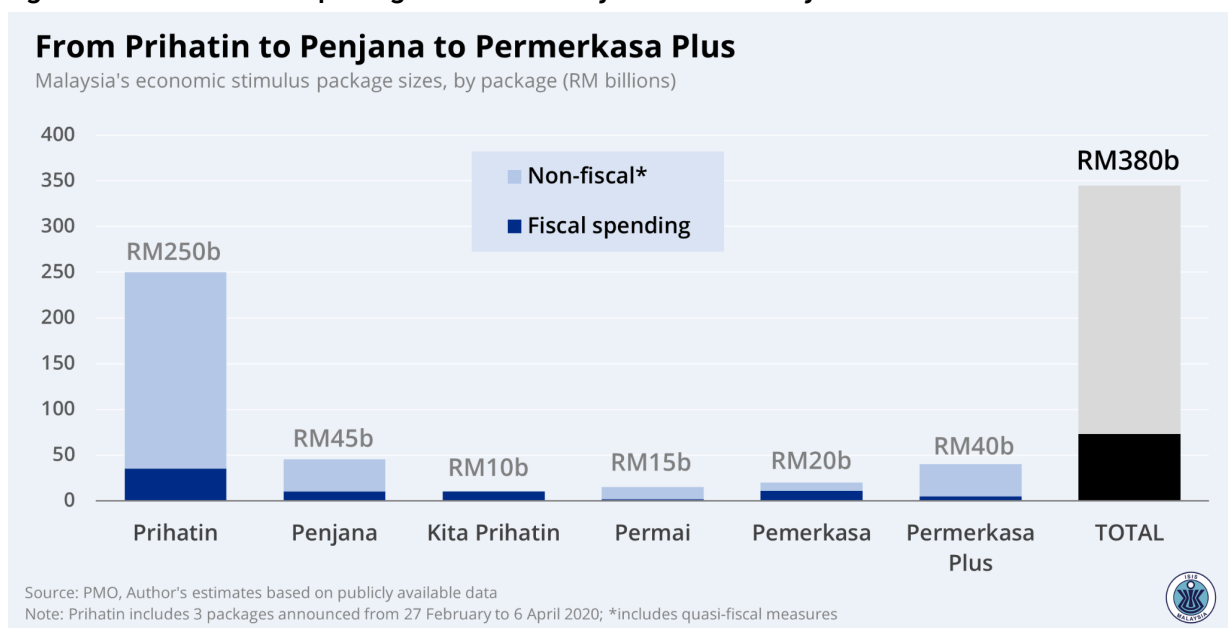 From Prihatin to Penjana to Permerkasa Plus
Malaysia's economic stimulus package sizes, by package (RM billions)
400
350
300
250
200
150
100
50
0
Non-fiscal*
Fiscal spending
RM250b
RM45b
RM10b
RM15b
RM20b
RM40b
RM380b
Prihatin
Penjana
Kita Prihatin
Permai
Pemerkasa
Permerkasa
Plus
TOTAL
Source: PMO, Author's estimates based on publicly available data
Note: Prihatin includes 3 packages announced from 27 February to 6 April 2020; *includes quasi-fiscal measures
ISIS
MALAYSIA